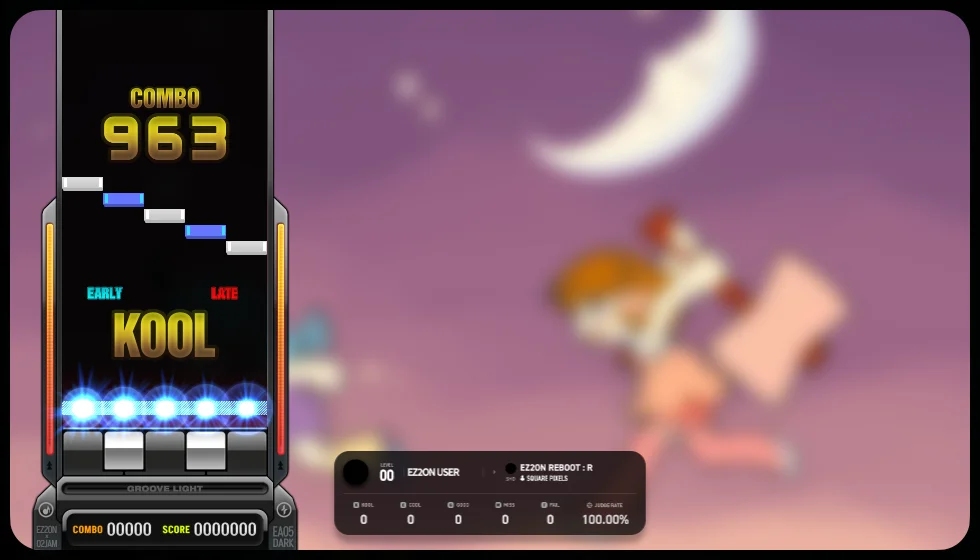 COMBO
963
EARLY LATE
KOOL
GROOVE LIGHT
COMBO 00000 SCORE 0000000
EZ2ON
x
O2JAM
EA05
DARK
LEVEL
00
EZ2ON USER
EZ2ON REBOOT : R
SQUARE PIXELS
KOOL COOL GOOD MISS FAIL JUDGE RATE
0 0 0 0 0 100.00%